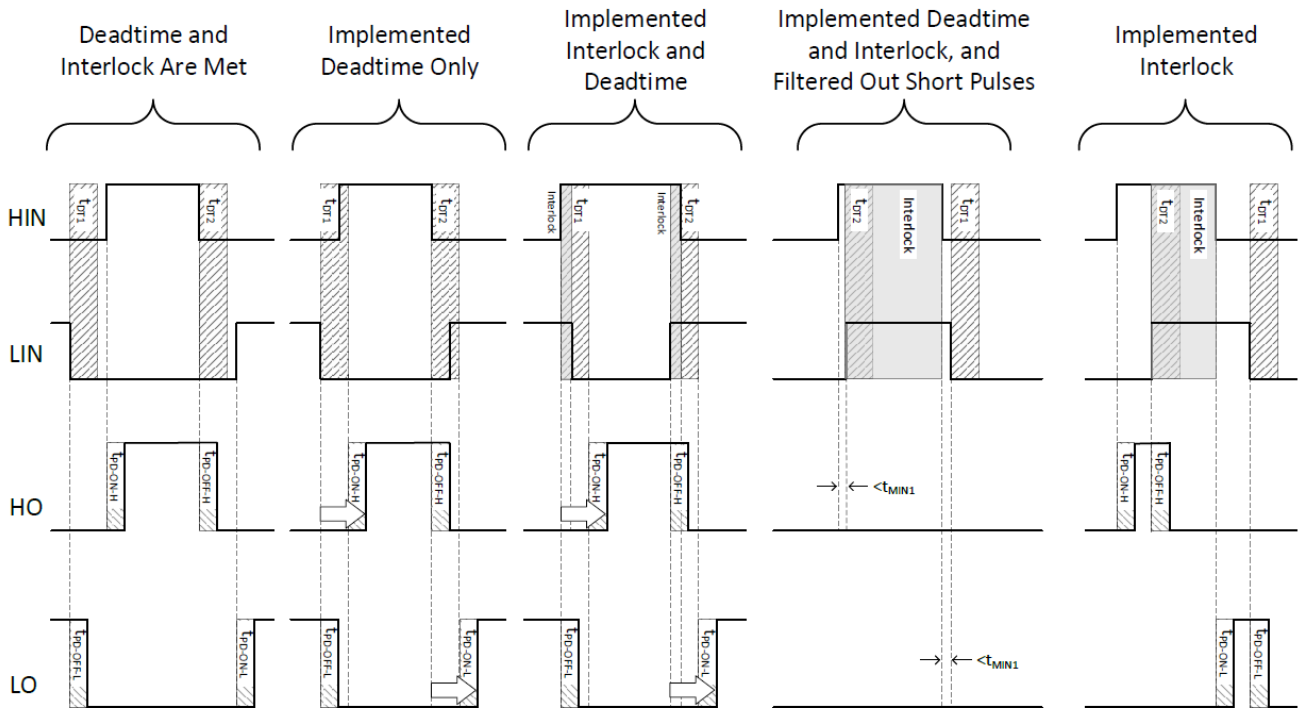 Deadtime and
Interlock Are Met
Implemented
Deadtime Only
Implemented
Interlock and
Deadtime
Implemented Deadtime
and Interlock, and
Filtered Out Short Pulses
Implemented
Interlock
HIN
tDT1
tDT2
tDT1
tDT2
Interlock
tDT1
Interlock
tDT2
tDT2
Interlock
tDT1
tDT2
Interlock
tDT1
LIN
HO
tPD-ON-H
tPD-OFF-H
tPD-ON-H
tPD-OFF-H
tPD-ON-H
tPD-OFF-H
<tMIN1
tPD-ON-H
tPD-OFF-H
LO
tPD-OFF-L
tPD-ON-L
tPD-OFF-L
tPD-ON-L
tPD-OFF-L
tPD-ON-L
<tMIN1
tPD-ON-L
tPD-OFF-L